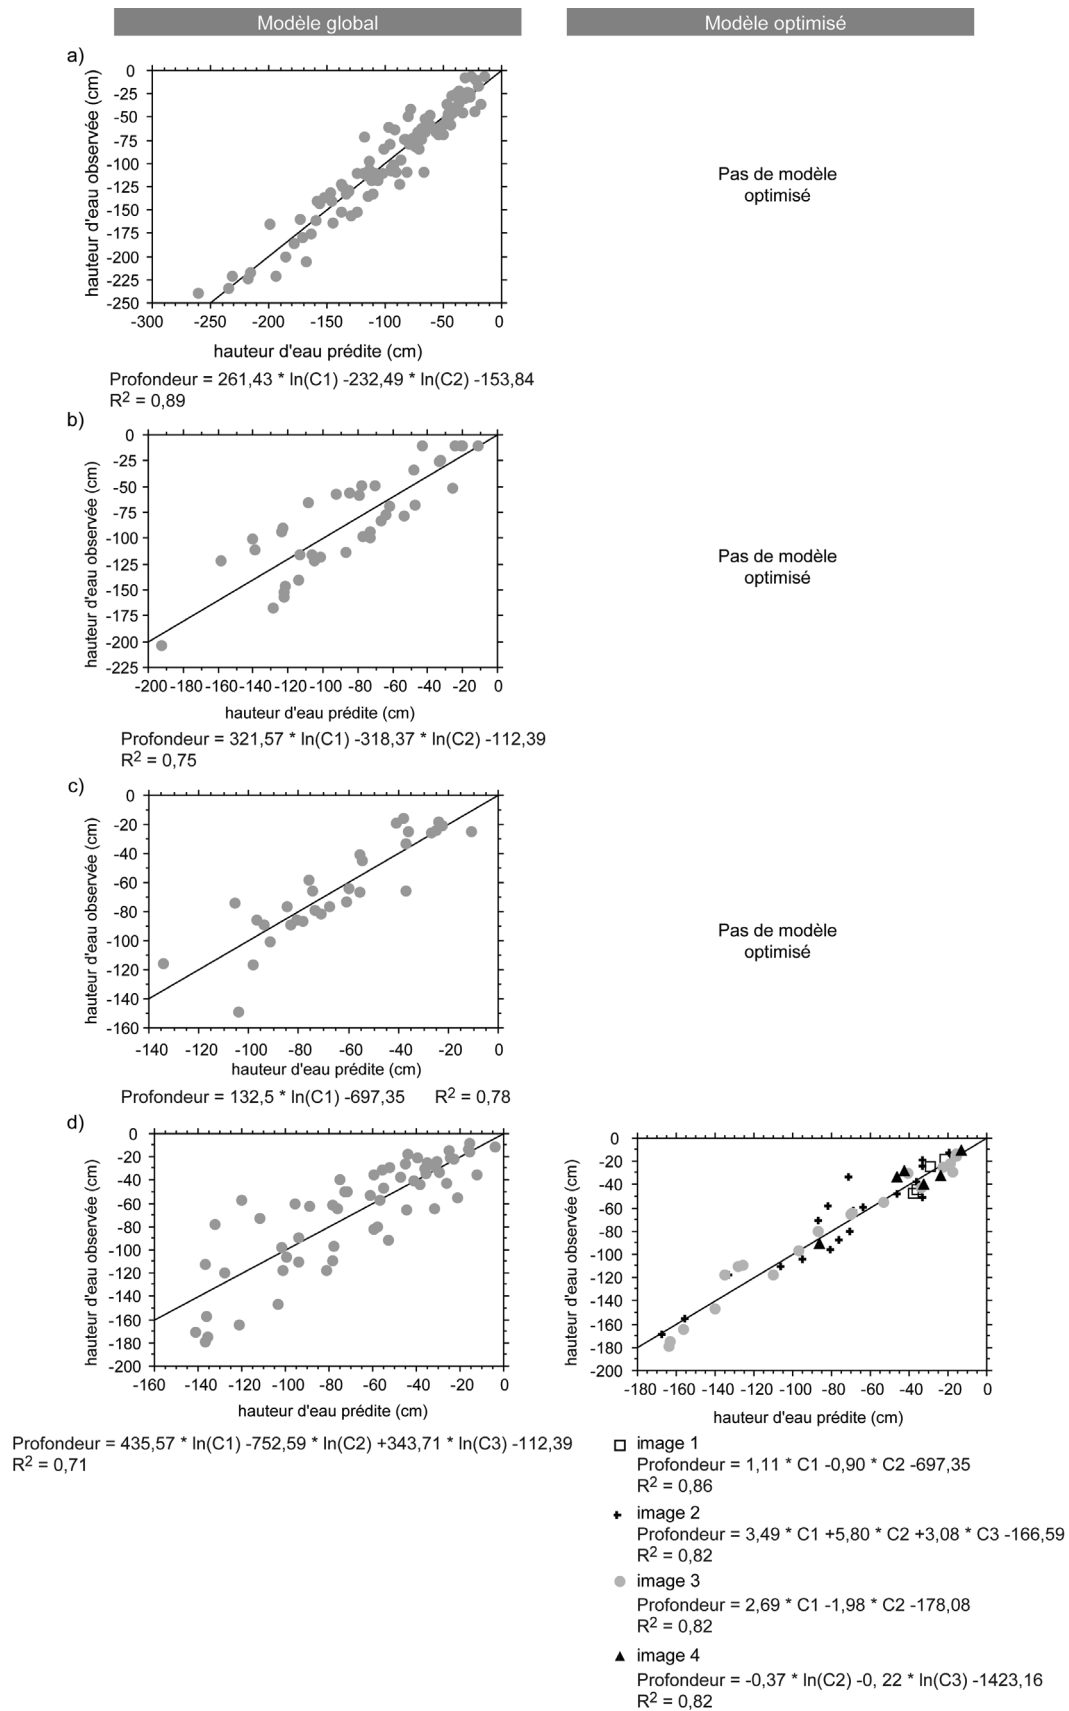 Modèle global
Modèle optimisé
a)
hauteur d'eau observée (cm)
0
-25
-50
-75
-100
-125
-150
-175
-200
-225
-250
-300 -250 -200 -150 -100 -50 0
hauteur d'eau prédite (cm)
Profondeur = 261,43 * ln(C1) -232,49 * ln(C2) -153,84
R2 = 0,89
Pas de modèle
optimisé
b)
hauteur d'eau observée (cm)
0
-25
-50
-75
-100
-125
-150
-175
-200
-225
-200 -180 -160 -140 -120 -100 -80 -60 -40 -20 0
hauteur d'eau prédite (cm)
Profondeur = 321,57 * ln(C1) -318,37 * ln(C2) -112,39
R2 = 0,75
Pas de modèle
optimisé
c)
hauteur d'eau observée (cm)
0
-20
-40
-60
-80
-100
-120
-140
-160
-140 -120 -100 -80 -60 -40 -20 0
hauteur d'eau prédite (cm)
Profondeur = 132,5 * ln(C1) -697,35 R2 = 0,78
Pas de modèle
optimisé
d)
hauteur d'eau observée (cm)
0
-20
-40
-60
-80
-100
-120
-140
-160
-180
-200
-160 -140 -120 -100 -80 -60 -40 -20 0
hauteur d'eau prédite (cm)
Profondeur = 435,57 * ln(C1) -752,59 * ln(C2) +343,71 * ln(C3) -112,39
R2 = 0,71
hauteur d'eau observée (cm)
0
-20
-40
-60
-80
-100
-120
-140
-160
-180
-200
-180 -160 -140 -120 -100 -80 -60 -40 -20 0
hauteur d'eau prédite (cm)
image 1
Profondeur = 1,11 * C1 -0,90 * C2 -697,35
R2 = 0,86
image 2
Profondeur = 3,49 * C1 +5,80 * C2 +3,08 * C3 -166,59
R2 = 0,82
image 3
Profondeur = 2,69 * C1 -1,98 * C2 -178,08
R2 = 0,82
image 4
Profondeur = -0,37 * ln(C2) -0, 22 * ln(C3) -1423,16
R2 = 0,82